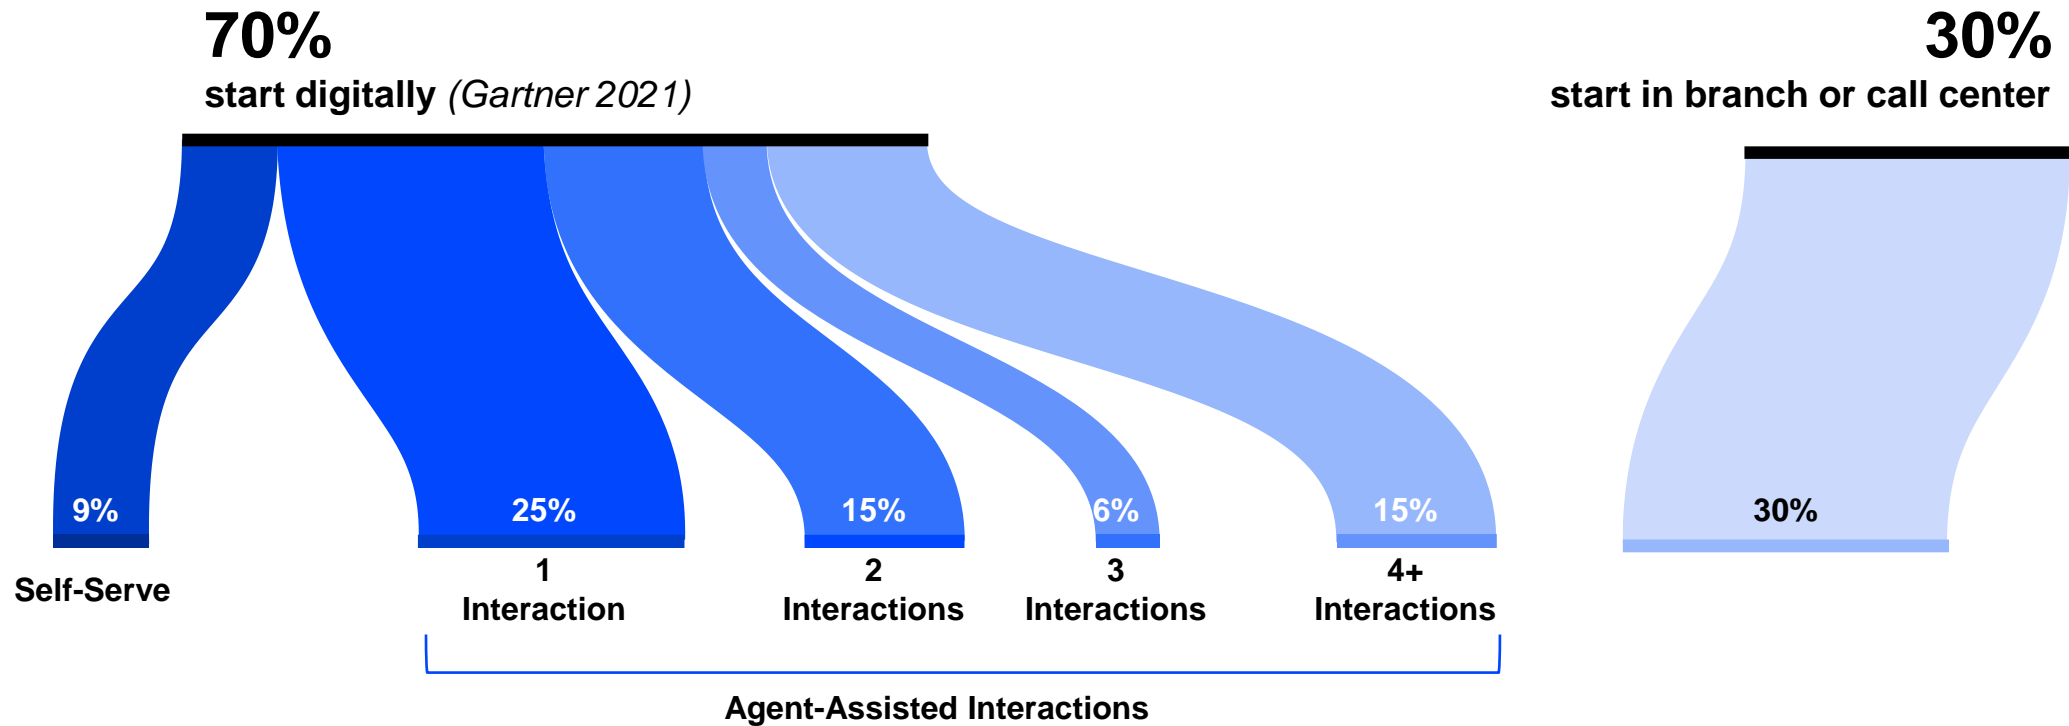 70%
start digitally (Gartner 2021)
30%
start in branch or call center
9%
25%
15%
6%
15%
30%
Self-Serve
1
Interaction
2
Interactions
3
Interactions
4+
Interactions
Agent-Assisted Interactions